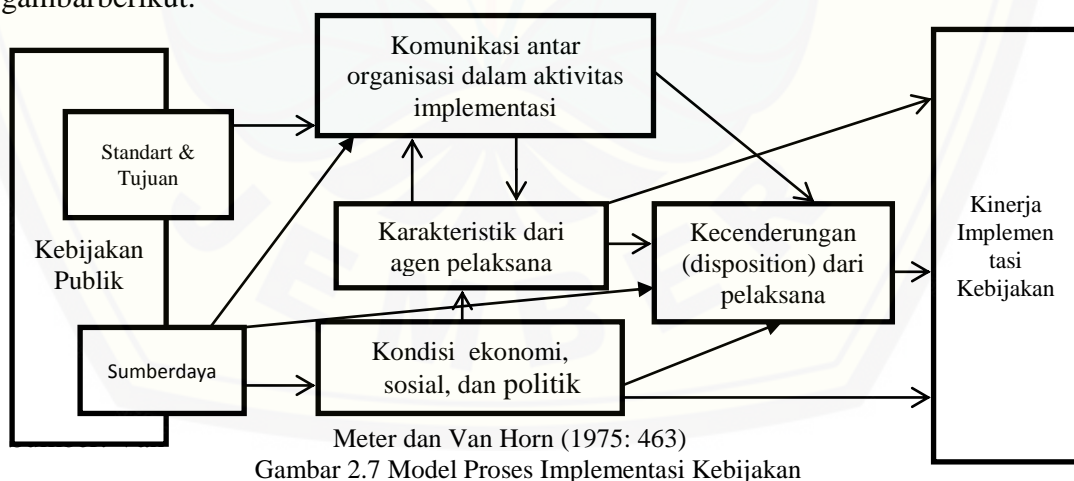 gambarberikut:
Komunikasi antar
organisasi dalam aktivitas
implementasi
Standart &
Tujuan
Kebijakan
Publik
Sumberdaya
Karakteristik dari
agen pelaksana
Kondisi ekonomi,
sosial, dan politik
Kecenderungan
(disposition) dari
pelaksana
Kinerja
Implemen
tasi
Kebijakan
Meter dan Van Horn (1975: 463)
Gambar 2.7 Model Proses Implementasi Kebijakan